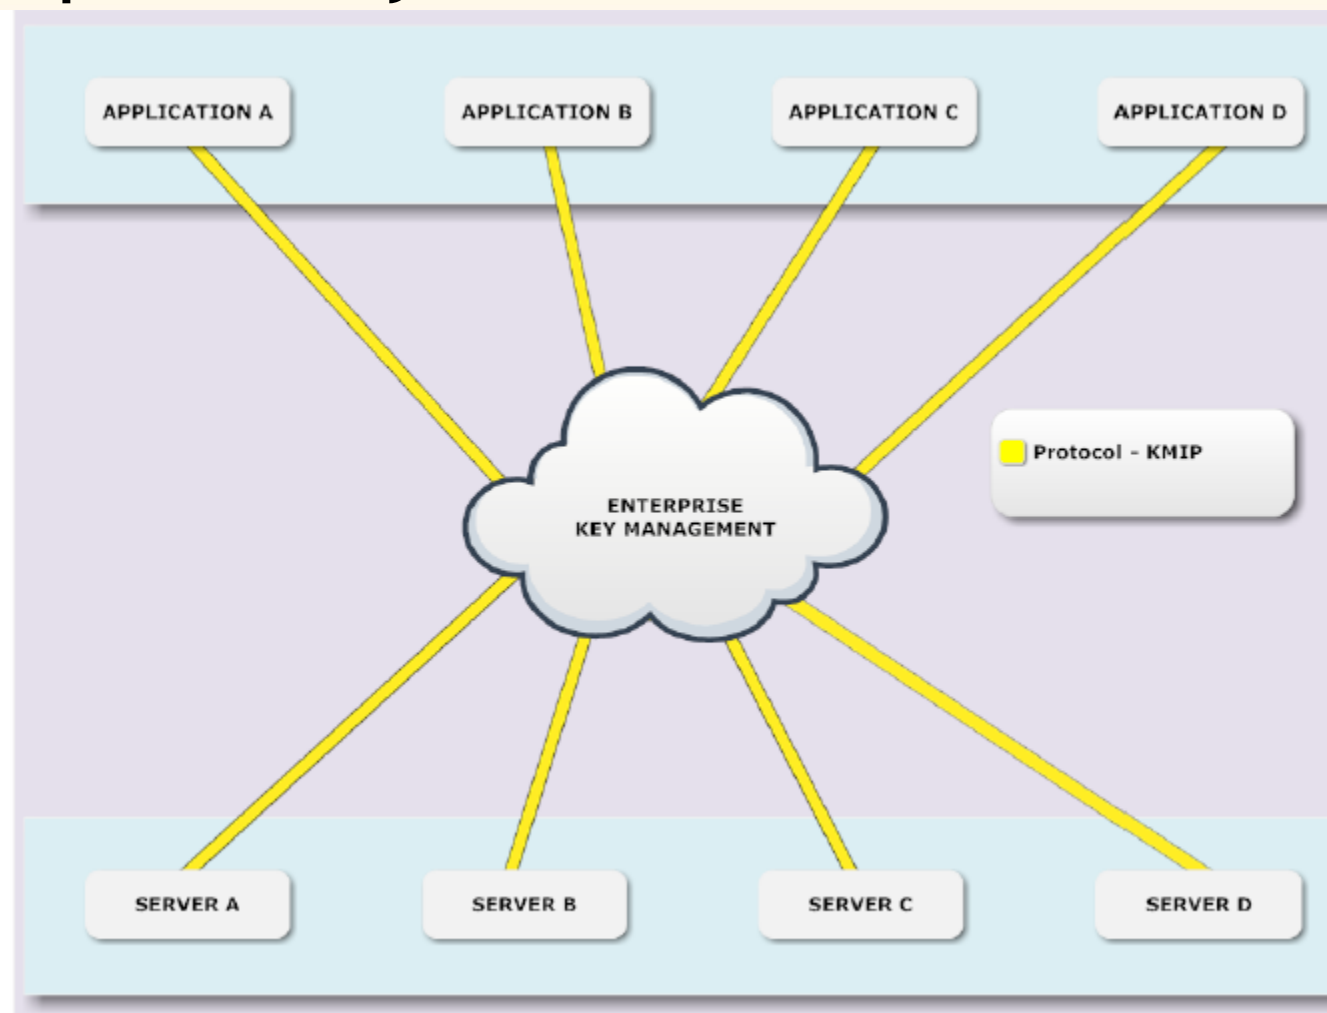 APPLICATION A
APPLICATION B
APPLICATION C
APPLICATION D
Protocol - KMIP
ENTERPRISE
KEY MANAGEMENT
SERVER A
SERVER B
SERVER C
SERVER D